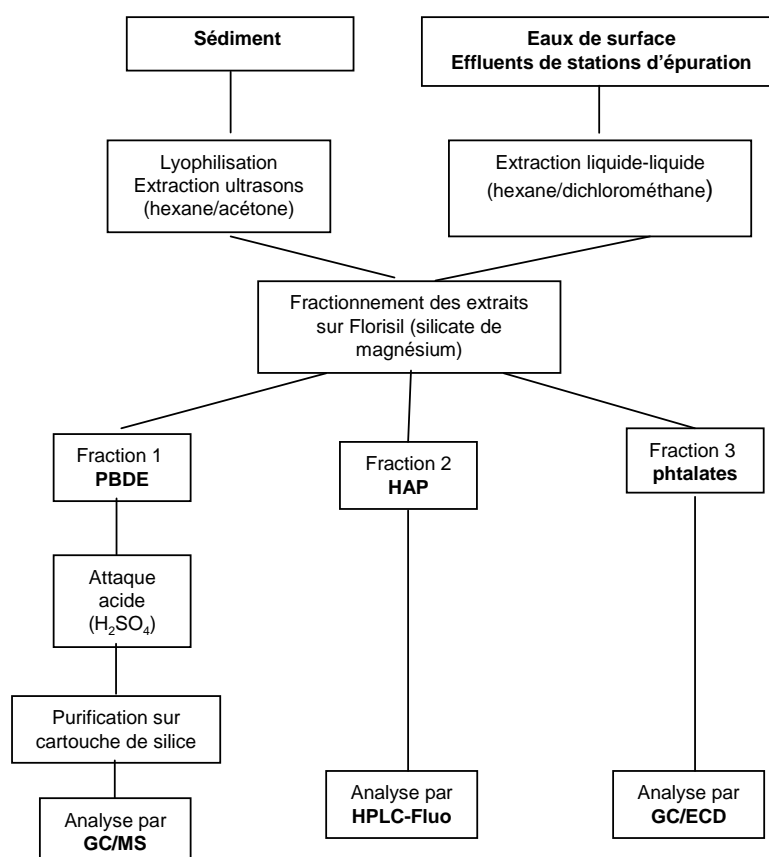 Sédiment
Eaux de surface
Effluents de stations d'épuration
Lyophilisation
Extraction ultrasons
(hexane/acétone)
Extraction liquide-liquide
(hexane/dichlorométhane)
Fractionnement des extraits
sur Florisil (silicate de
magnésium)
Fraction 1
PBDE
Fraction 2
HAP
Fraction 3
phtalates
Attaque
acide
(H₂SO₄)
Purification sur
cartouche de silice
Analyse par
GC/MS
Analyse par
HPLC-Fluo
Analyse par
GC/ECD